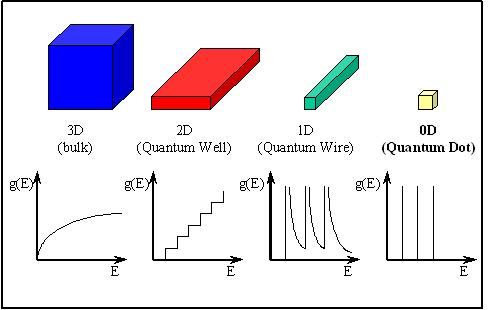 3D
(bulk)
2D
(Quantum Well)
1D
(Quantum Wire)
0D
(Quantum Dot)
g(E)
E
g(E)
E
g(E)
E
g(E)
E